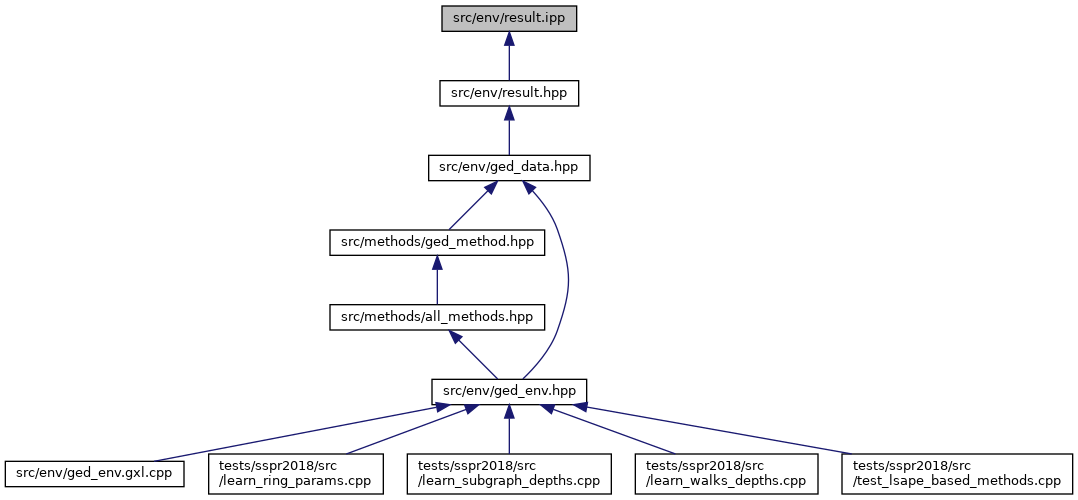 src/env/result.ipp
src/env/result.hpp
src/env/ged_data.hpp
src/methods/ged_method.hpp
src/methods/all_methods.hpp
src/env/ged_env.hpp
src/env/ged_env.gxl.cpp
tests/sspr2018/src
/learn_ring_params.cpp
tests/sspr2018/src
/learn_subgraph_depths.cpp
tests/sspr2018/src
/learn_walks_depths.cpp
tests/sspr2018/src
/test_lsape_based_methods.cpp